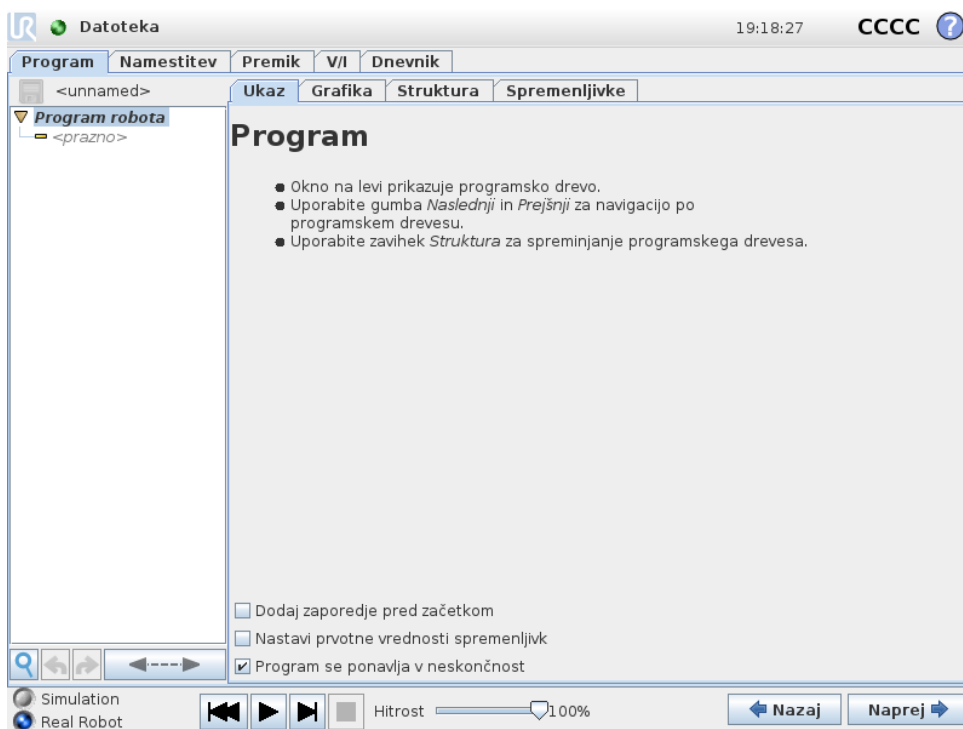 UR Datoteka 19:18:27 CCCC ?
Program Namestitev Premik V/I Dnevnik
<unnamed>
Ukaz Grafika Struktura Spremenljivke
Program robota
<prazno>
Program
Okno na levi prikazuje programsko drevo.
Uporabite gumba Naslednji in Prejšnji za navigacijo po
programskem drevesu.
Uporabite zavihek Struktura za spreminjanje programskega drevesa.
Dodaj zaporedje pred začetkom
Nastavi prvotne vrednosti spremenljivk
Program se ponavlja v neskončnost
Simulation
Real Robot
Hitrost 100%
Nazaj
Naprej